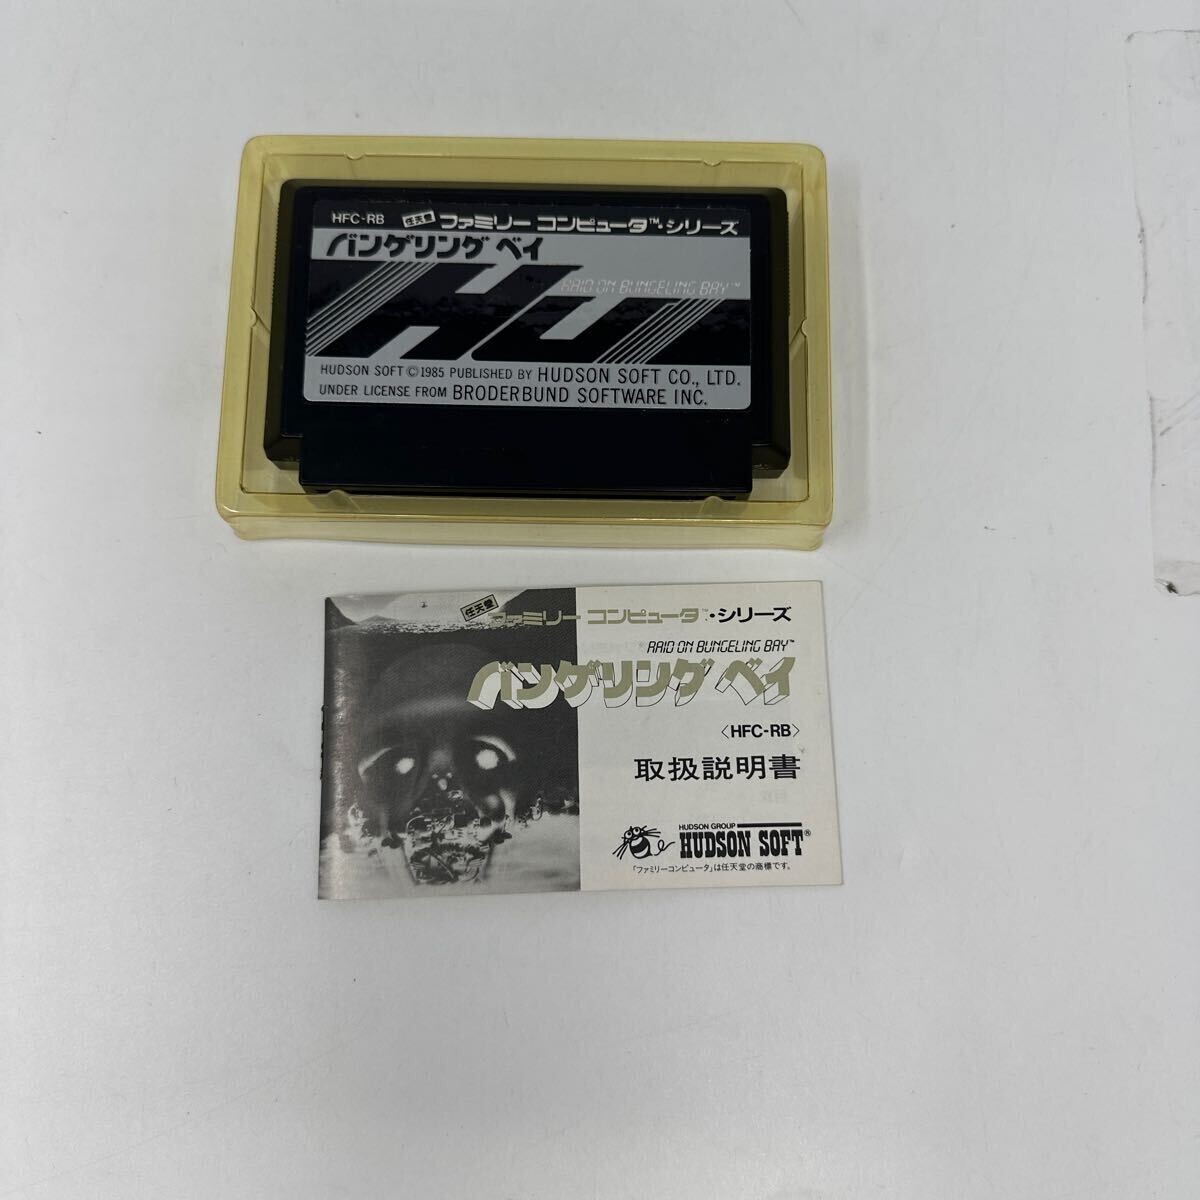 HFC-RB 任天堂 ファミリー コンピュータ™・シリーズ
バンゲリング ベイ
RAID ON BUNGELING BAY™
HUDSON SOFT © 1985 PUBLISHED BY HUDSON SOFT CO., LTD.
UNDER LICENSE FROM BRODERBUND SOFTWARE INC.
任天堂 ファミリー コンピュータ™・シリーズ
RAID ON BUNGELING BAY™
バンゲリング ベイ
〈HFC-RB〉
取扱説明書
HUDSON GROUP
HUDSON SOFT®
「ファミリーコンピュータ」は任天堂の商標です。